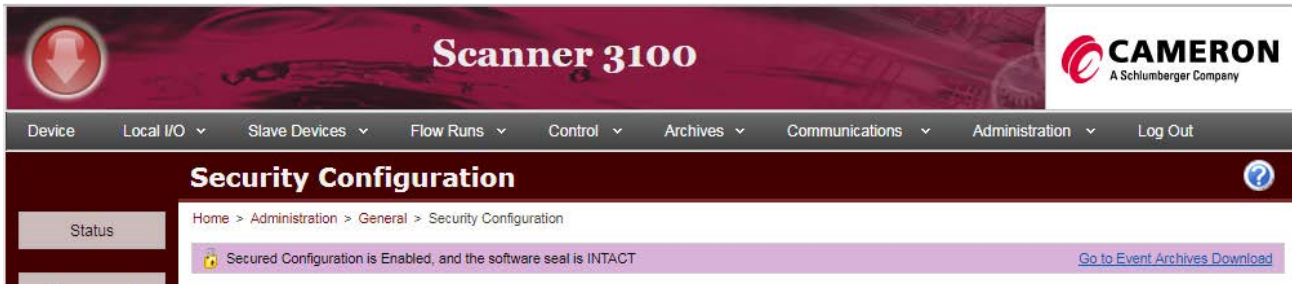 Scanner 3100
CAMERON
A Schlumberger Company
Device Local I/O Slave Devices Flow Runs Control Archives Communications Administration Log Out
Security Configuration
?
Status
Home > Administration > General > Security Configuration
Secured Configuration is Enabled, and the software seal is INTACT Go to Event Archives Download